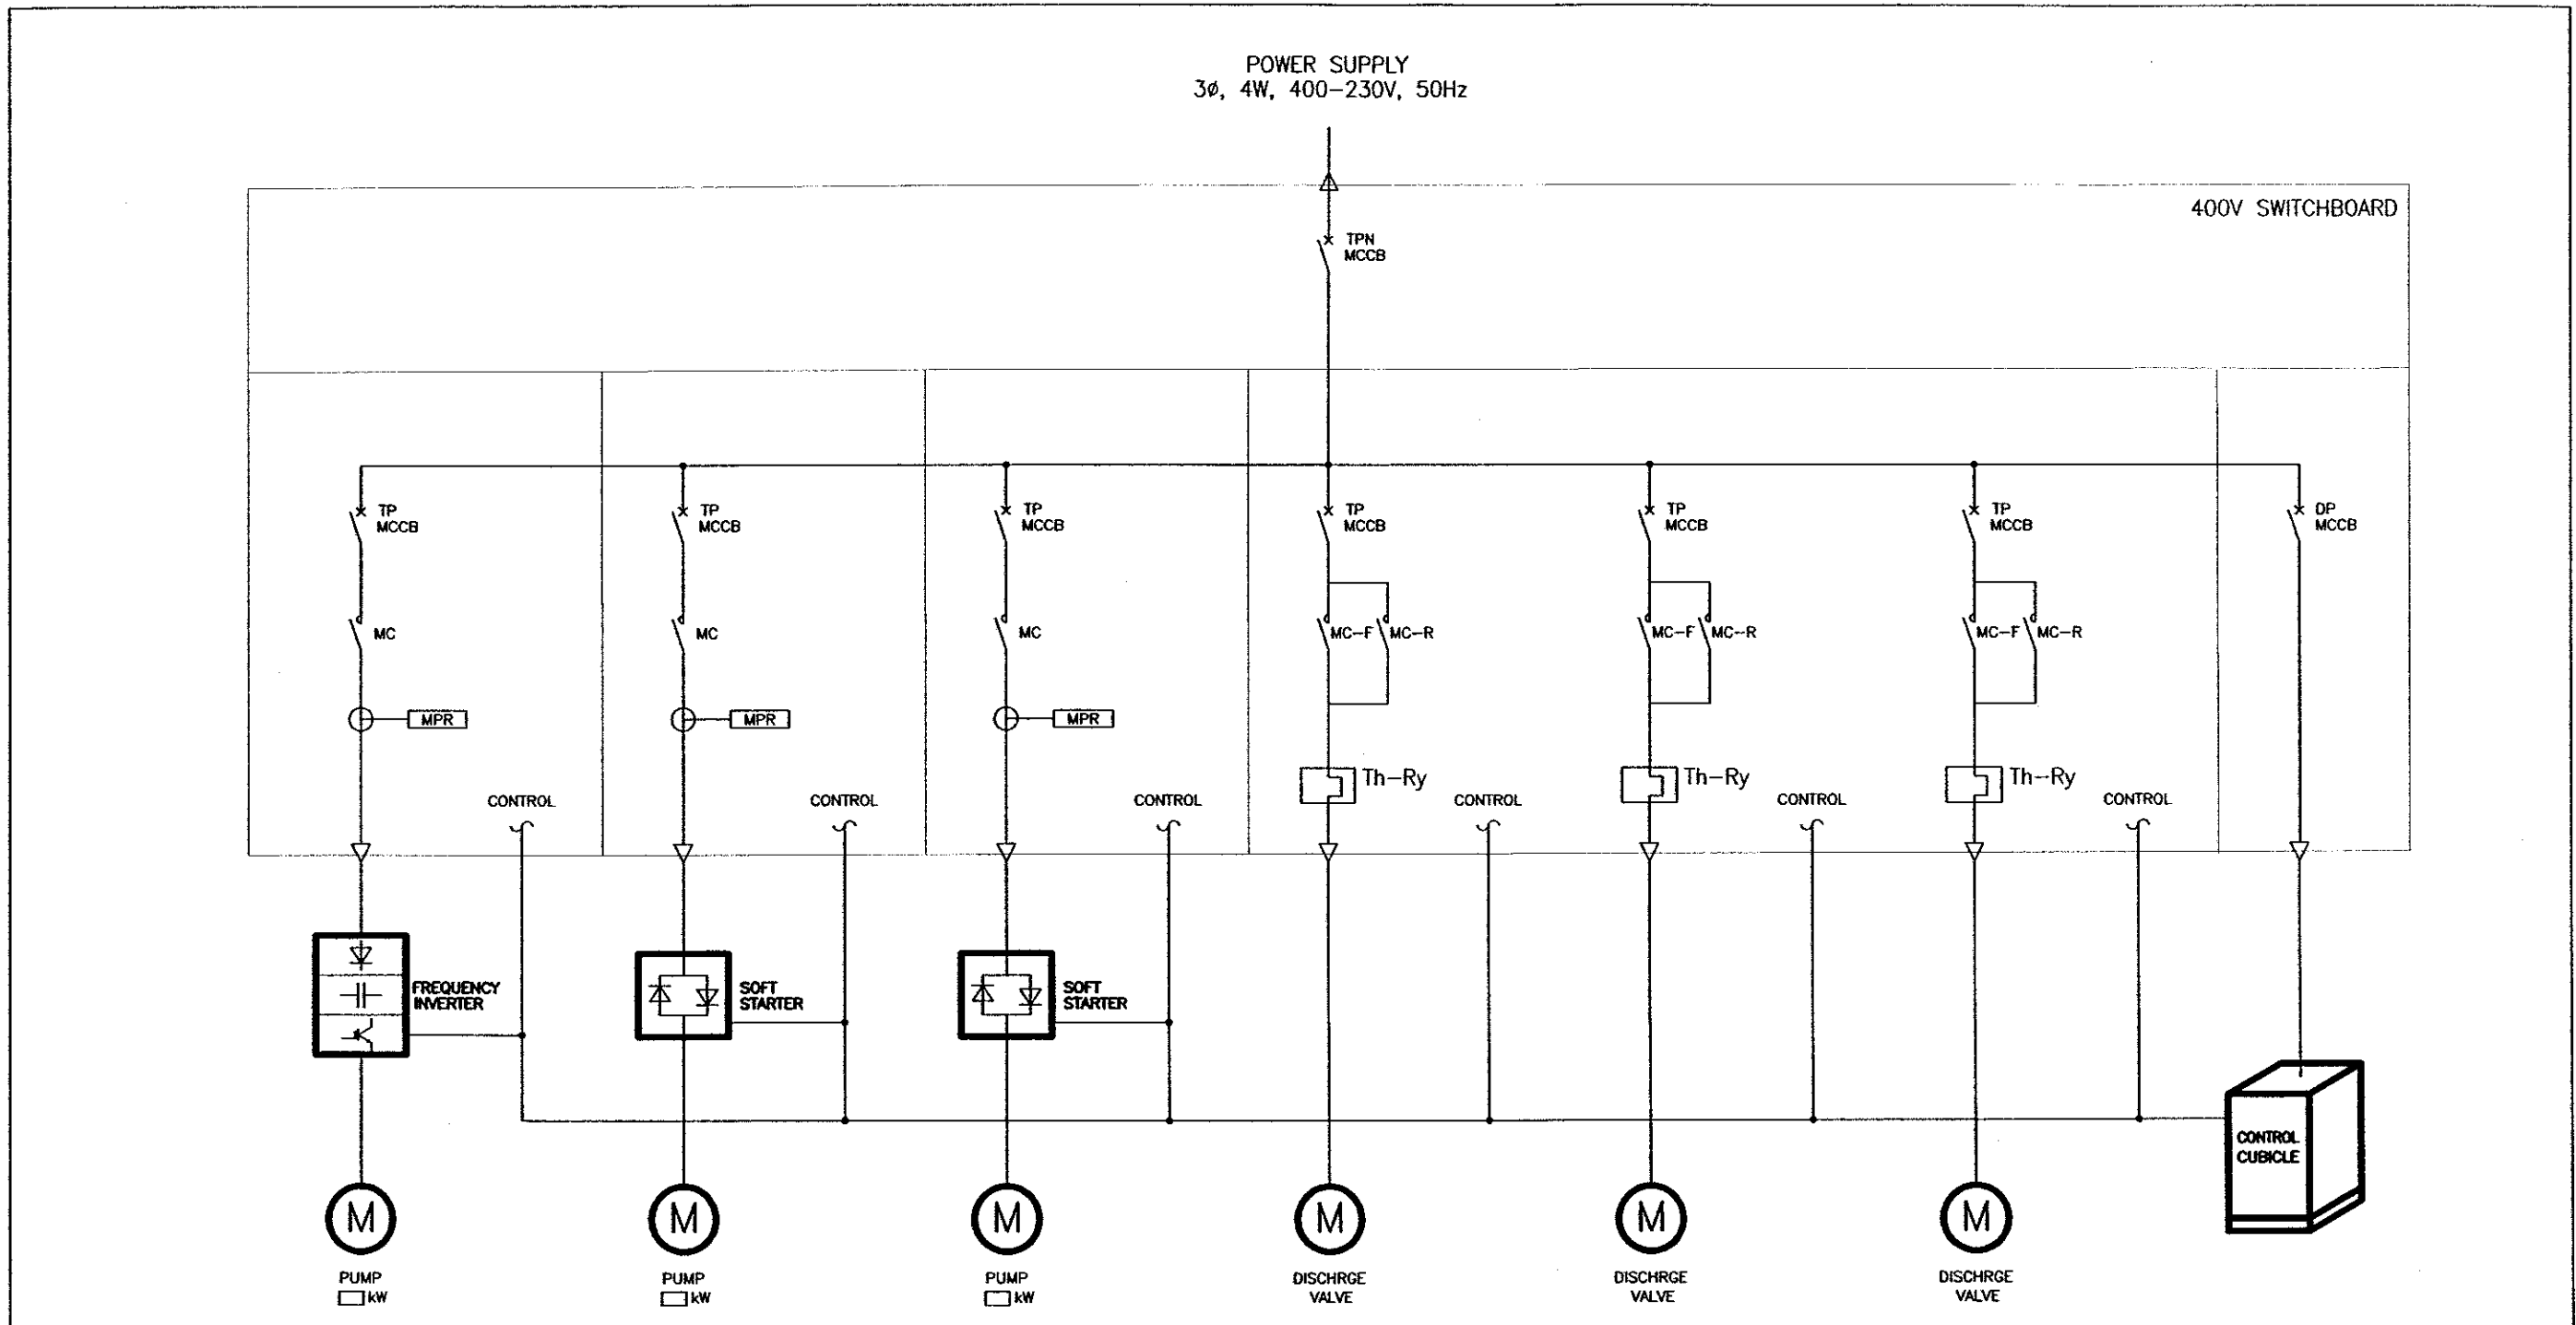 POWER SUPPLY
3ø, 4W, 400-230V, 50Hz
400V SWITCHBOARD
TPN
MCCB
TP
MCCB
TP
MCCB
TP
MCCB
TP
MCCB
TP
MCCB
TP
MCCB
DP
MCCB
MC
MC
MC
MC-F
MC-R
MC-F
MC-R
MC-F
MC-R
MPR
MPR
MPR
Th-Ry
Th-Ry
Th-Ry
CONTROL
CONTROL
CONTROL
CONTROL
CONTROL
CONTROL
FREQUENCY
INVERTER
SOFT
STARTER
SOFT
STARTER
CONTROL
CUBICLE
M
M
M
M
M
M
PUMP
kW
PUMP
kW
PUMP
kW
DISCHRGE
VALVE
DISCHRGE
VALVE
DISCHRGE
VALVE